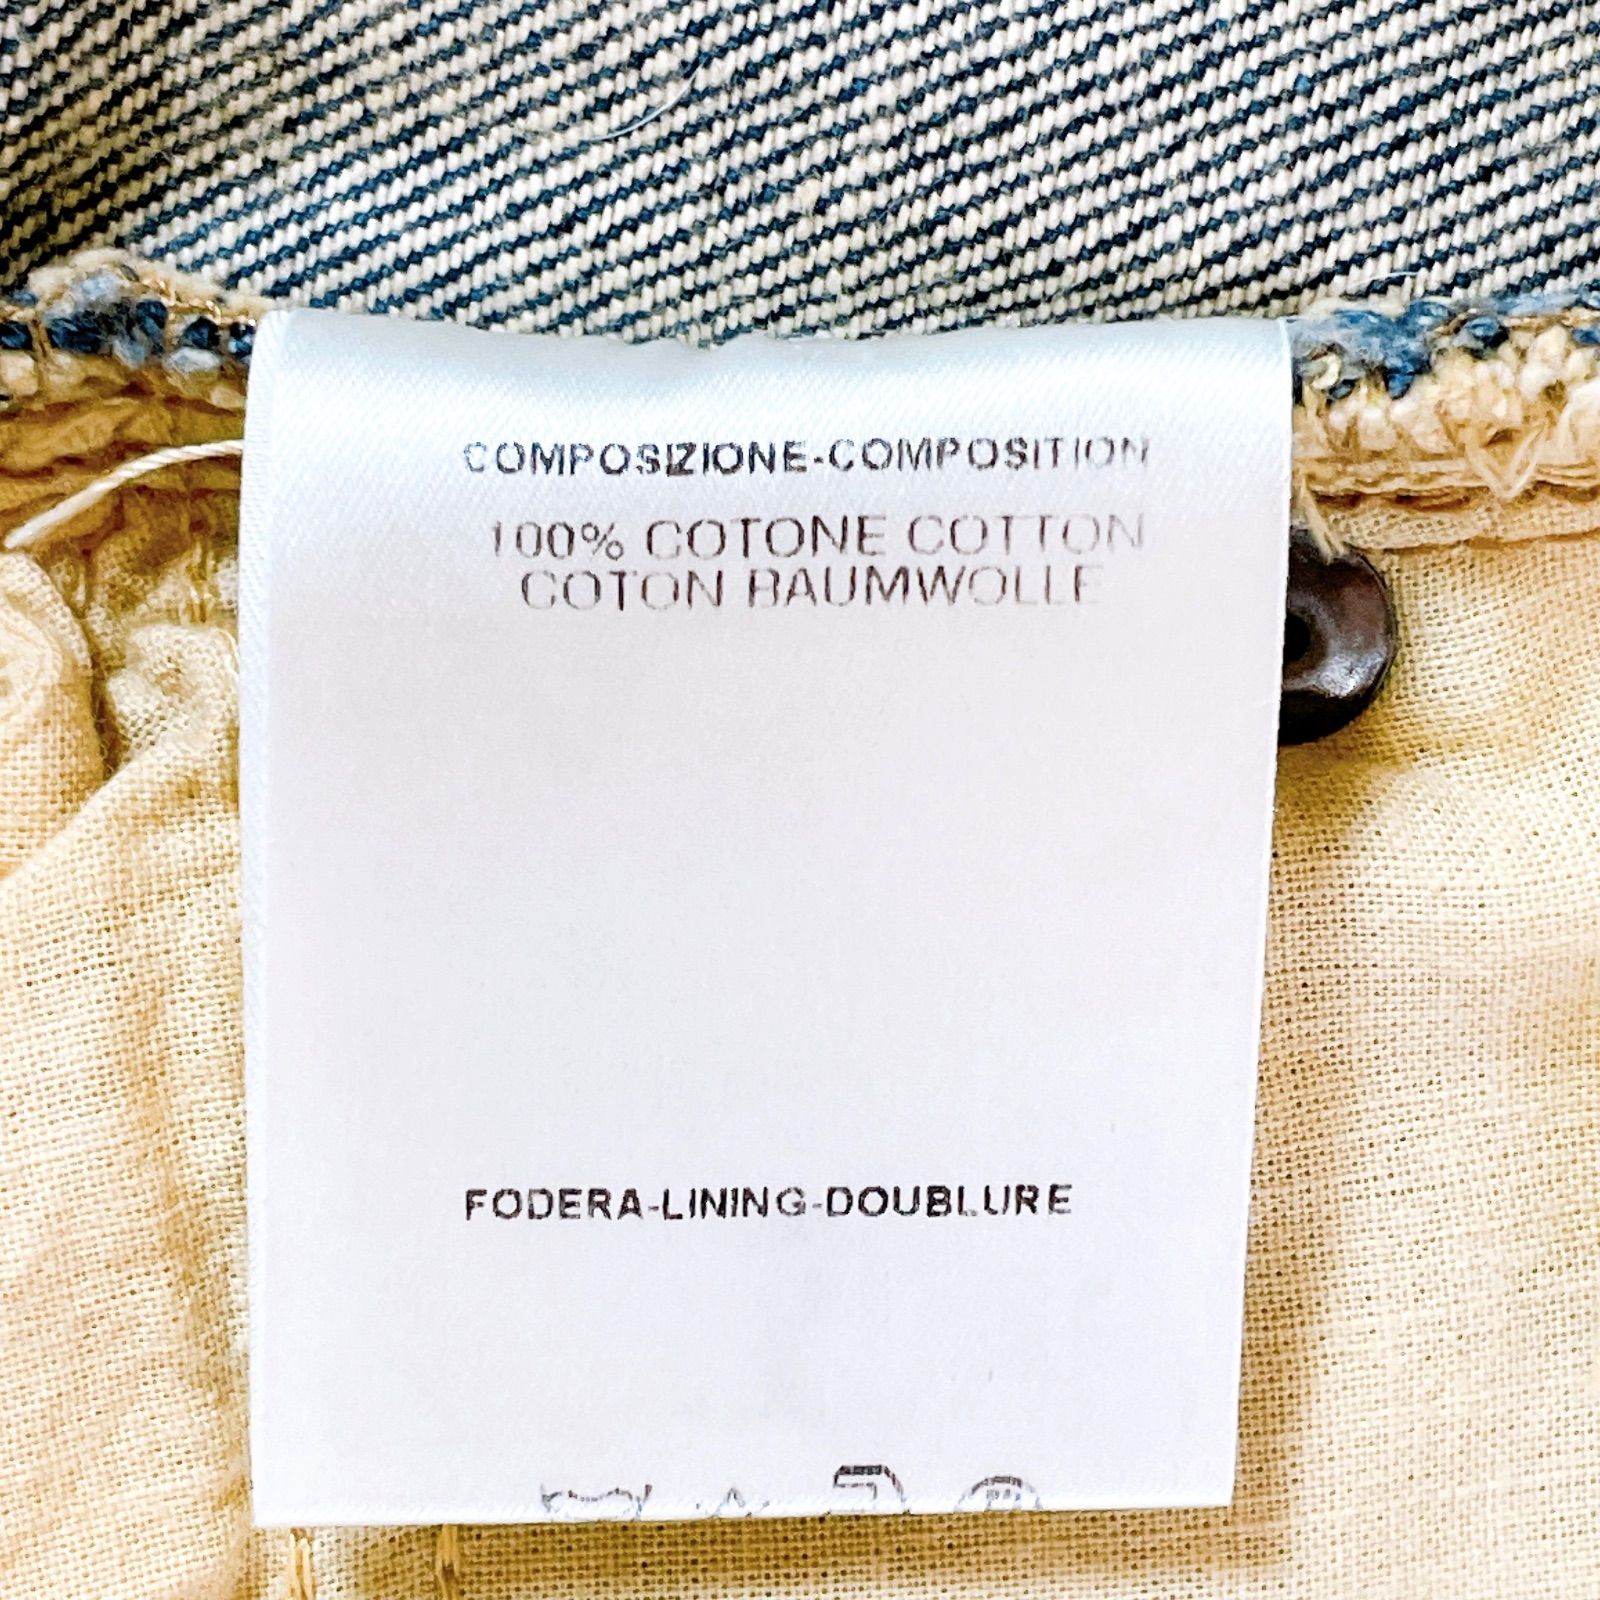 COMPOSIZIONE-COMPOSITION
100% COTONE COTTON
COTON BAUMWOLLE
FODERA-LINING-DOUBLURE